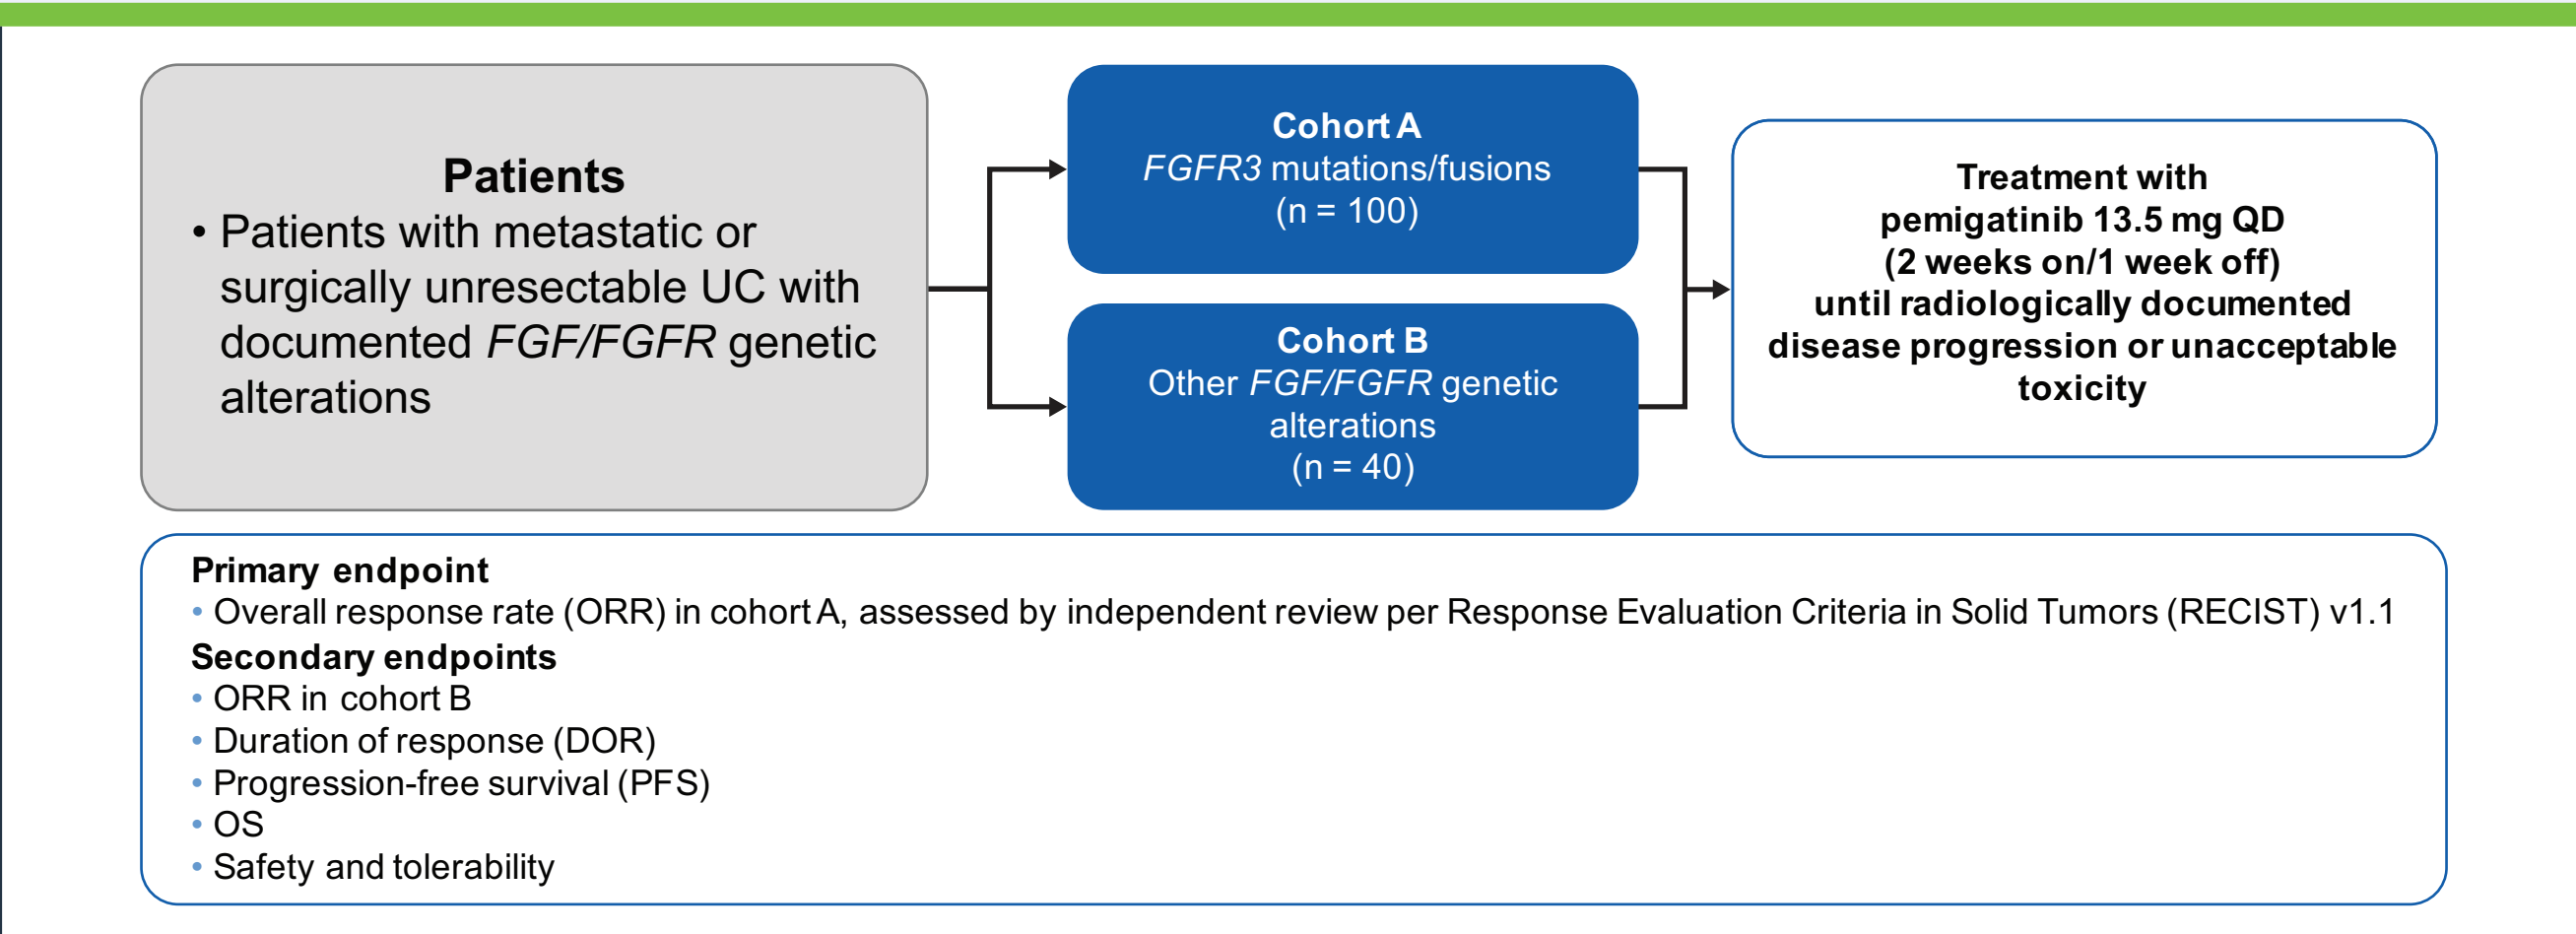 Patients
• Patients with metastatic or
surgically unresectable UC with
documented FGF/FGFR genetic
alterations
Cohort A
FGFR3 mutations/fusions
(n = 100)
Cohort B
Other FGF/FGFR genetic
alterations
(n = 40)
Treatment with
pemigatinib 13.5 mg QD
(2 weeks on/1 week off)
until radiologically documented
disease progression or unacceptable
toxicity
Primary endpoint
• Overall response rate (ORR) in cohort A, assessed by independent review per Response Evaluation Criteria in Solid Tumors (RECIST) v1.1
Secondary endpoints
• ORR in cohort B
• Duration of response (DOR)
• Progression-free survival (PFS)
• OS
• Safety and tolerability